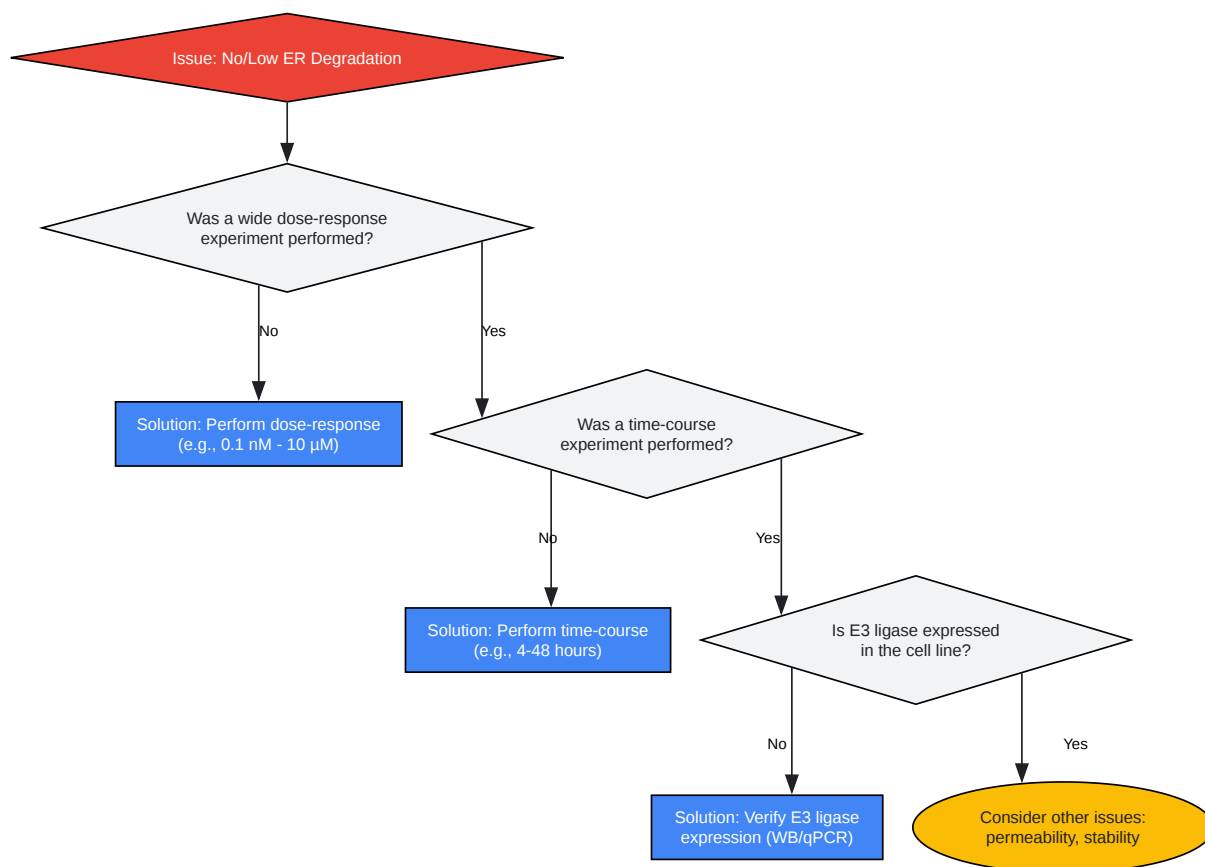 Issue: No/Low ER Degradation
Was a wide dose-response
experiment performed?
No
Yes
Solution: Perform dose-response
(e.g., 0.1 nM - 10 µM)
Was a time-course
experiment performed?
No
Yes
Solution: Perform time-course
(e.g., 4-48 hours)
Is E3 ligase expressed
in the cell line?
No
Yes
Solution: Verify E3 ligase
expression (WB/qPCR)
Consider other issues:
permeability, stability